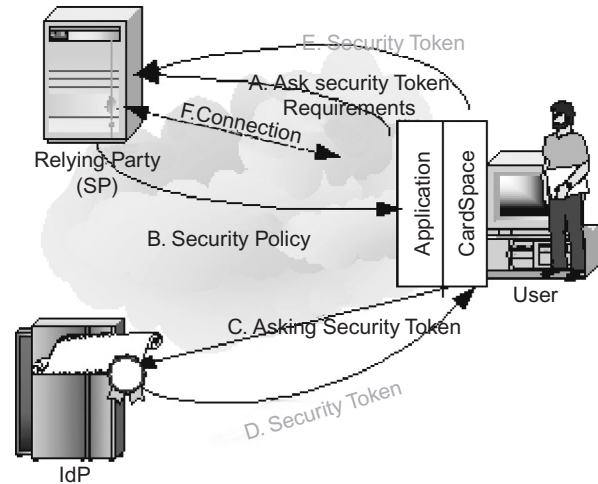 E. Security Token
A. Ask security Token
Requirements
F.Connection
Relying Party
(SP)
Application
CardSpace
B. Security Policy
User
C. Asking Security Token
D. Security Token
IdP